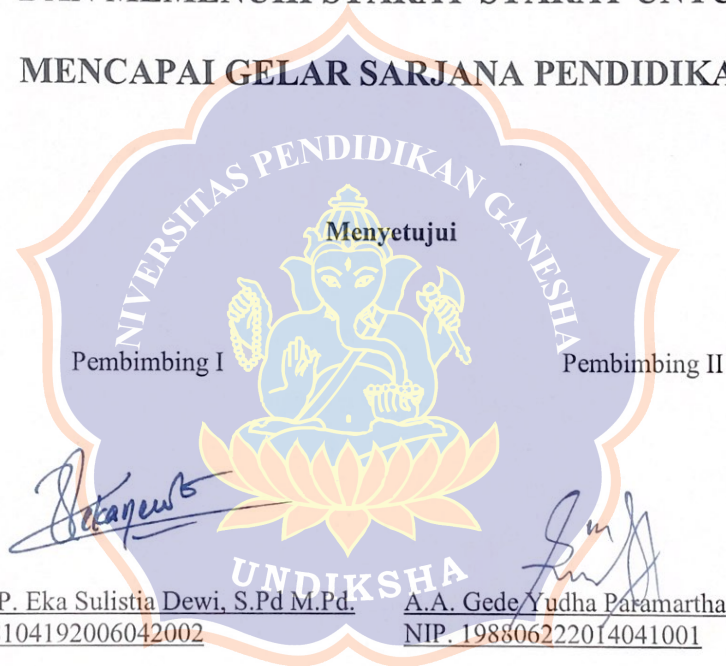 MENCAPAI GELAR SARJANA PENDIDIKA
NIVERSITAS PENDIDIKAN GANESHA
Menyetujui
Pembimbing I
Pembimbing II
UNDIKSHA
P. Eka Sulistia Dewi, S.Pd M.Pd.
104192006042002
A.A. Gede Yudha Paramartha
NIP. 198806222014041001